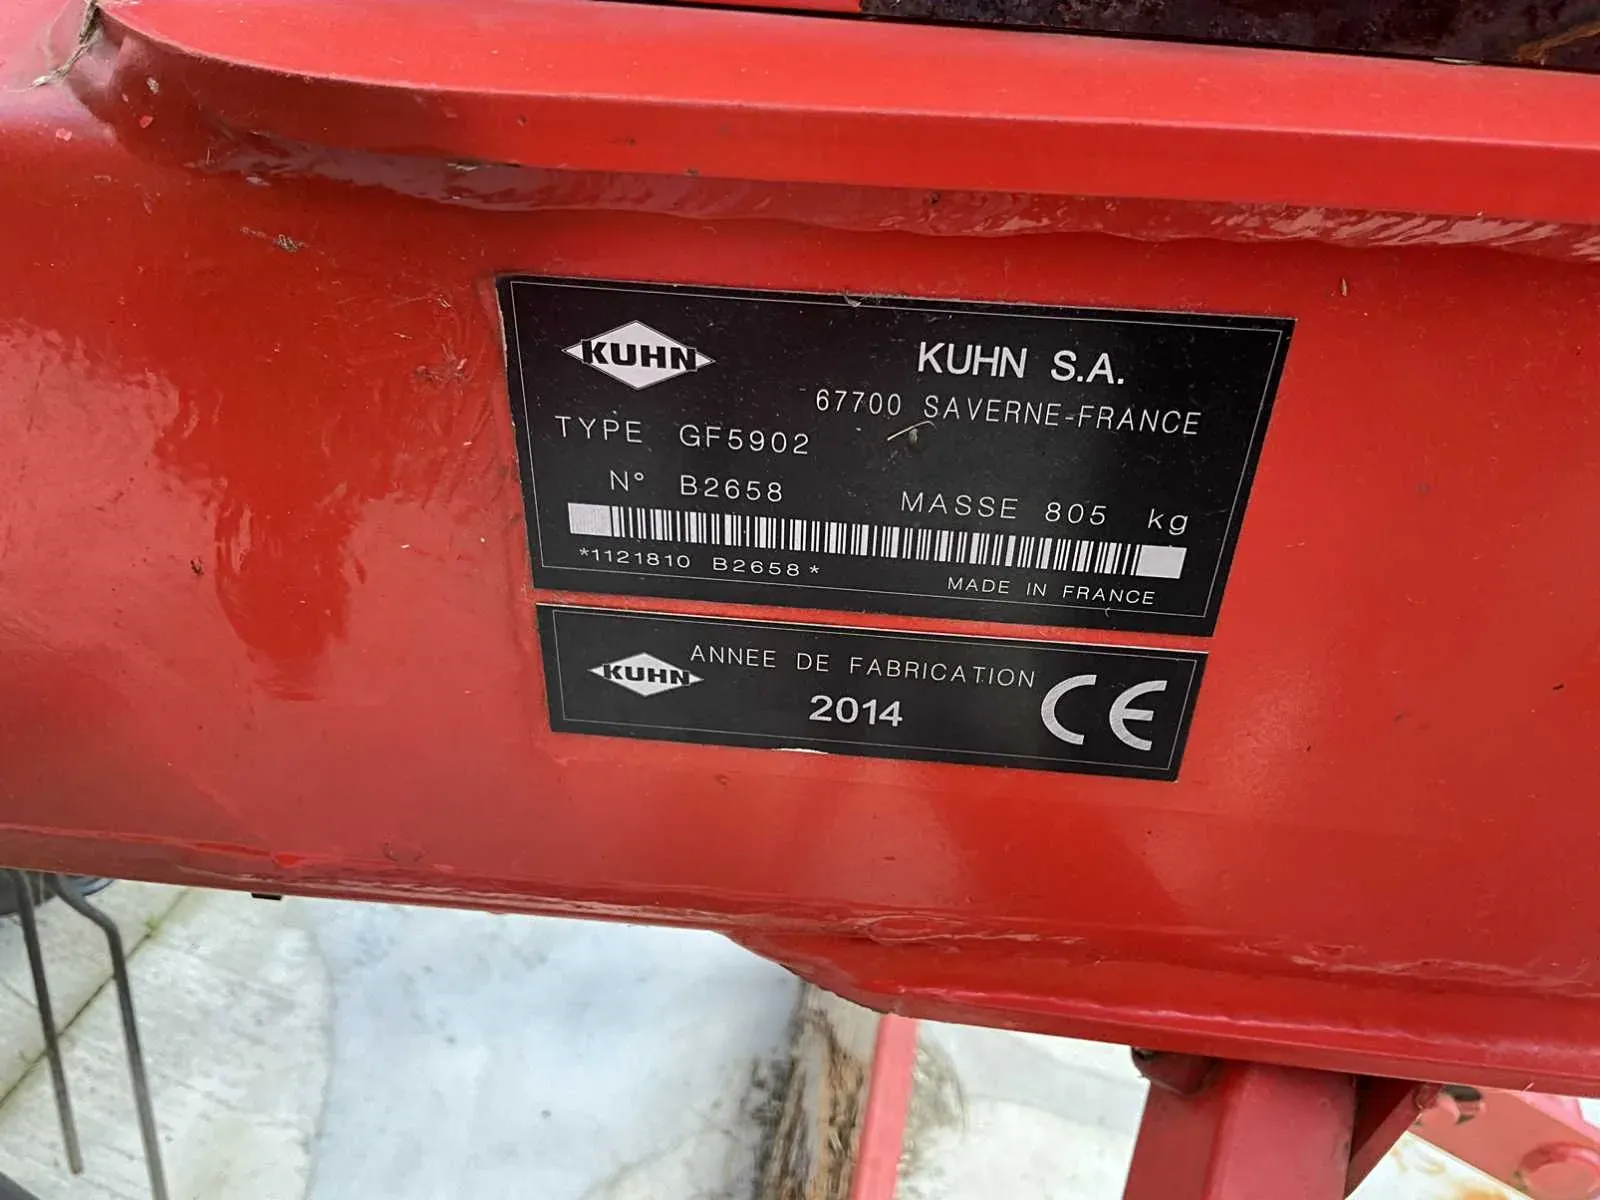 KUHN
KUHN S.A.
67700 SAVERNE-FRANCE
TYPE GF5902
N° B2658 MASSE 805 kg
*1121810 B2658*
MADE IN FRANCE
KUHN
ANNEE DE FABRICATION
2014
CE